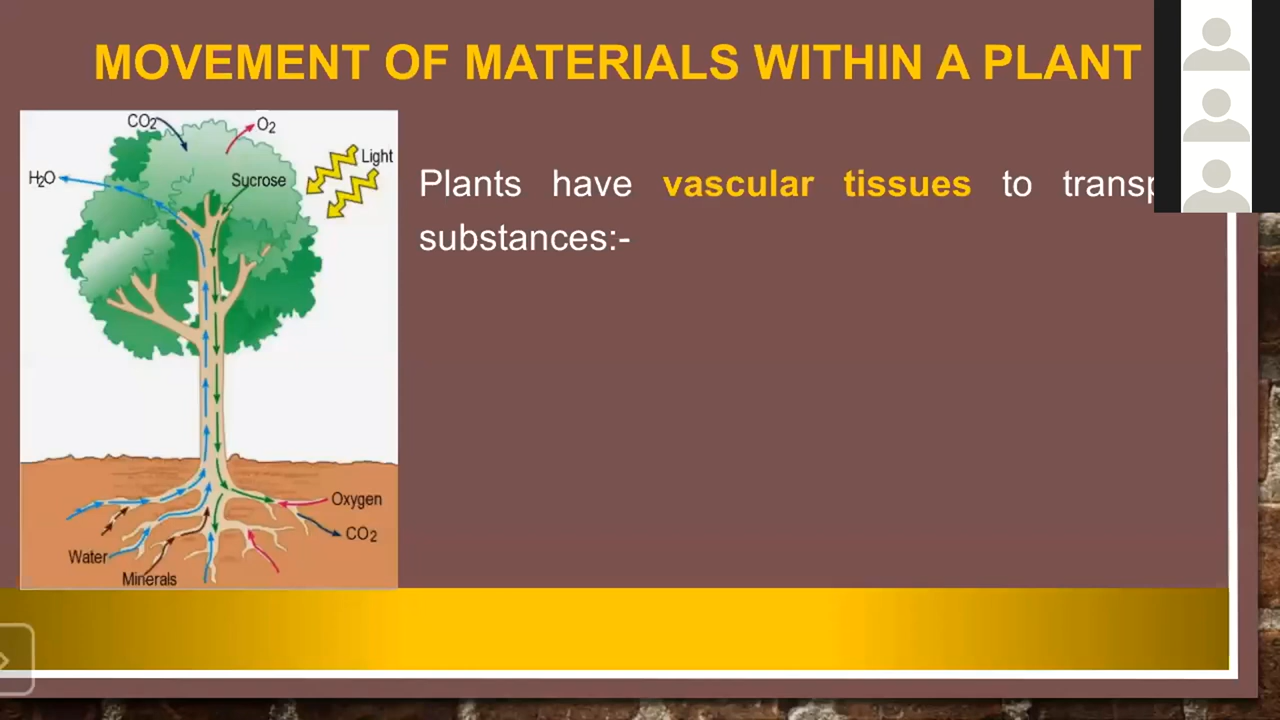 MOVEMENT OF MATERIALS WITHIN A PLANT
CO2
O2
Light
H2O
Sucrose
Plants have vascular tissues to
substances:-
Oxygen
CO2
Water
Minerals